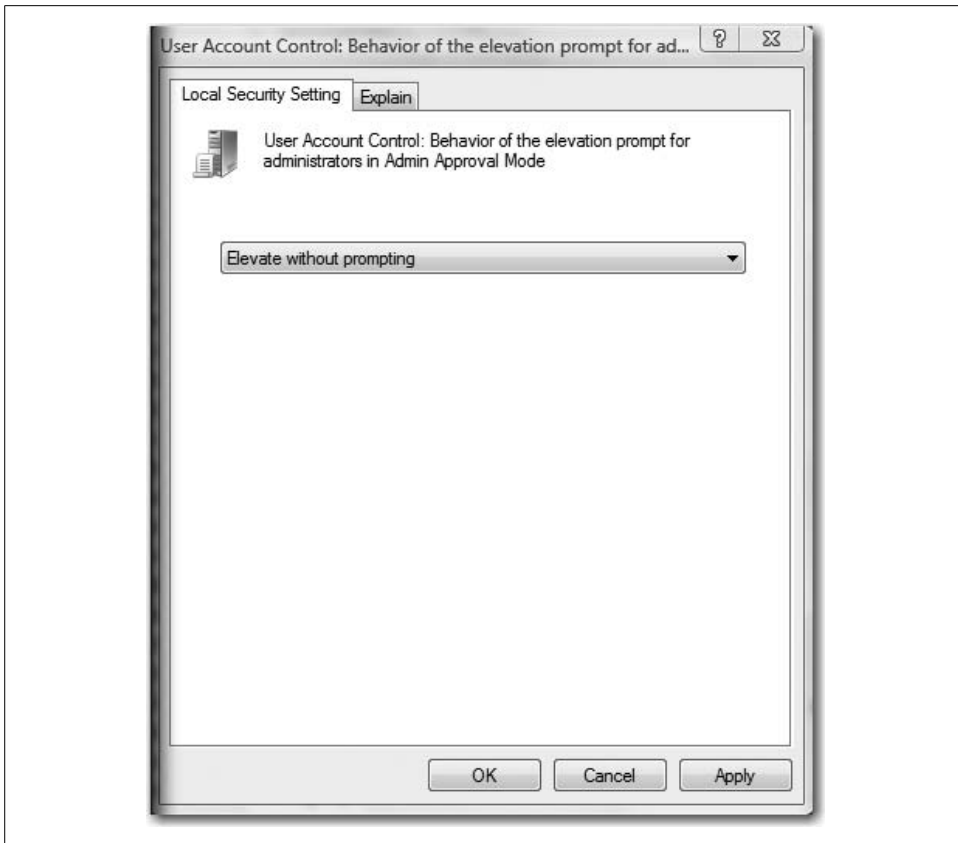 User Account Control: Behavior of the elevation prompt for ad...
Local Security Setting
Explain
User Account Control: Behavior of the elevation prompt for
administrators in Admin Approval Mode
Elevate without prompting
OK
Cancel
Apply